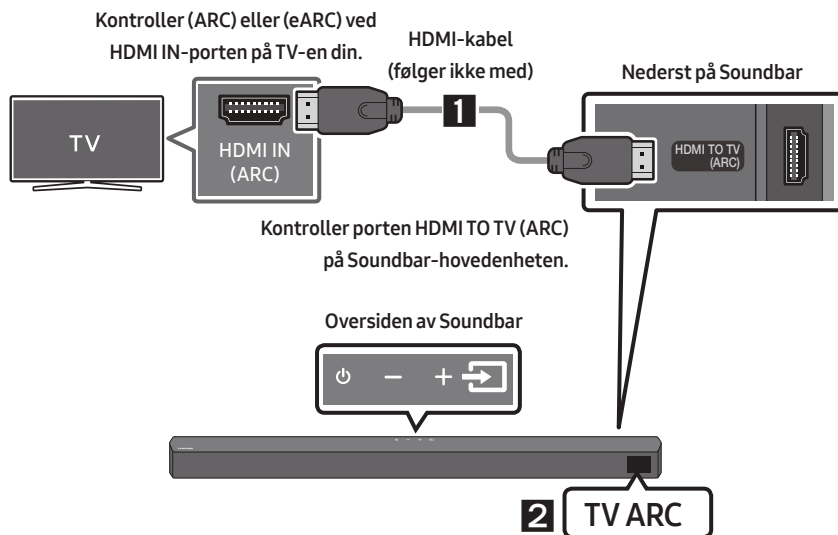 Kontroller (ARC) eller (eARC) ved
HDMI IN-porten på TV-en din.
HDMI-kabel
(følger ikke med)
Nederst på Soundbar
TV
HDMI IN
(ARC)
1
HDMI TO TV
(ARC)
Kontroller porten HDMI TO TV (ARC)
på Soundbar-hovedenheten.
Oversiden av Soundbar
2
TV ARC